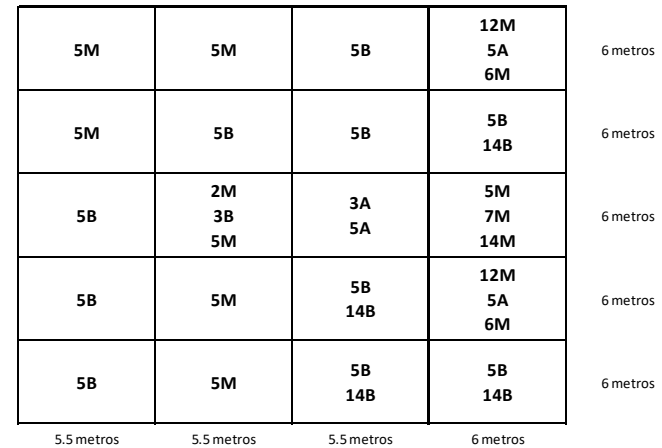 5M 5M 5B 12M
5A
6M 6 metros
5M 5B 5B 5B
14B 6 metros
5B 2M
3B
5M 3A
5A 5M
7M
14M 6 metros
5B 5M 5B
14B 12M
5A
6M 6 metros
5B 5M 5B
14B 5B
14B 6 metros
5.5 metros 5.5 metros 5.5 metros 6 metros